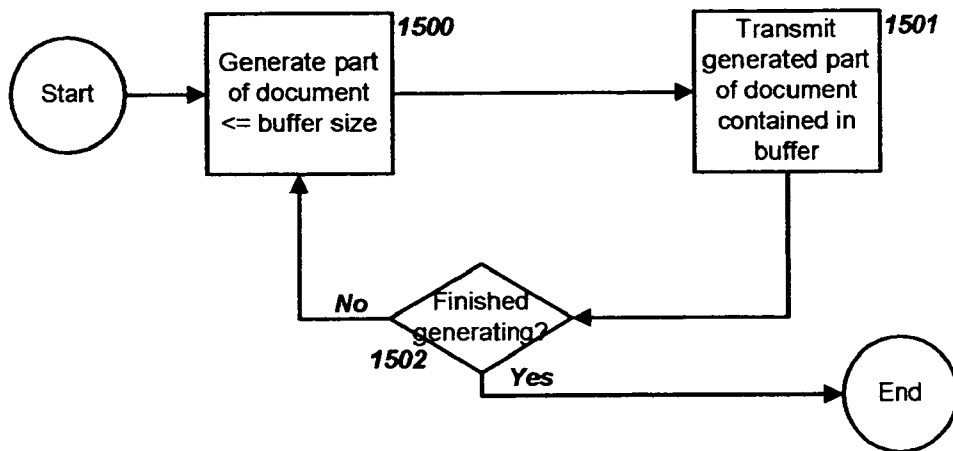 Start
Generate part
of document
<= buffer size
1500
Transmit
generated part
of document
contained in
buffer
1501
Finished
generating?
1502
No
Yes
End